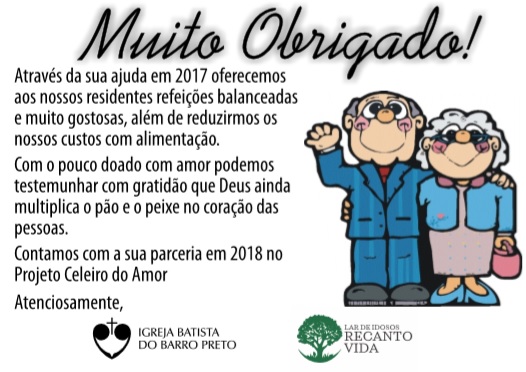 Muito Obrigado!
Através da sua ajuda em 2017 oferecemos
aos nossos residentes refeições balanceadas
e muito gostosas, além de reduzirmos os
nossos custos com alimentação.
Com o pouco doado com amor podemos
testemunhar com gratidão que Deus ainda
multiplica o pão e o peixe no coração das
pessoas.
Contamos com a sua parceria em 2018 no
Projeto Celeiro do Amor
Atenciosamente,
IGREJA BATISTA
DO BARRO PRETO
LAR DE IDOSOS
RECANTO
VIDA